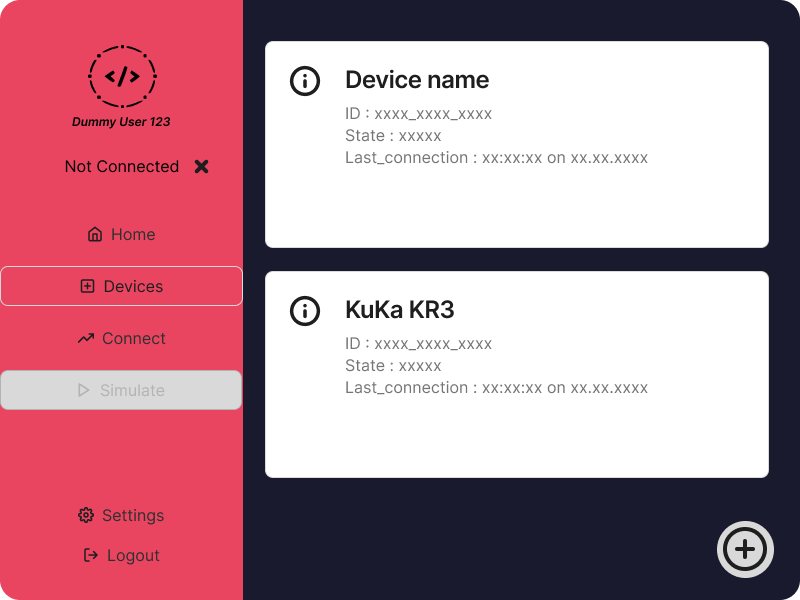 </>
Dummy User 123
Not Connected
Home
Devices
Connect
Simulate
Settings
Logout
Device name
ID : xxxx_xxxx_xxxx
State : xxxxx
Last_connection : xx:xx:xx on xx.xx.xxxx
KuKa KR3
ID : xxxx_xxxx_xxxx
State : xxxxx
Last_connection : xx:xx:xx on xx.xx.xxxx